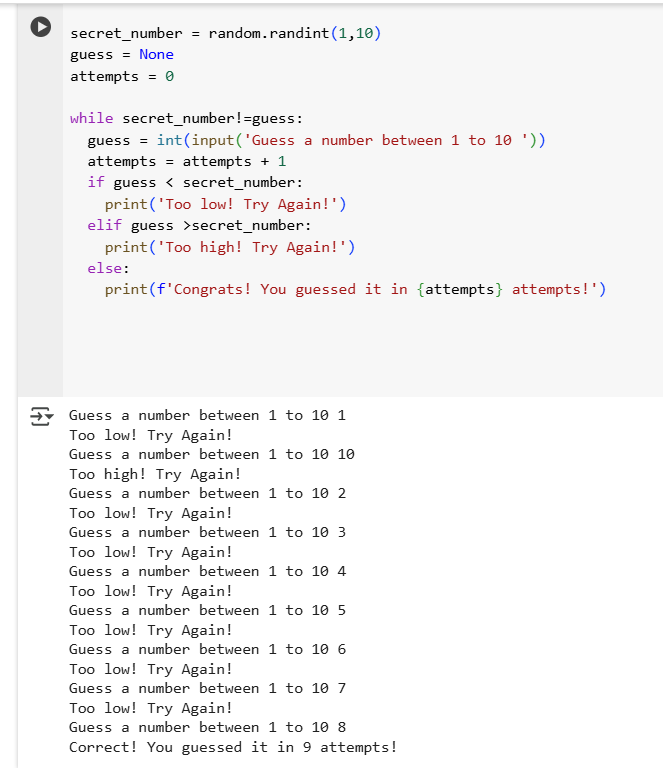 secret_number = random.randint(1,10)
guess = None
attempts = 0
while secret_number!=guess:
  guess = int(input('Guess a number between 1 to 10 '))
  attempts = attempts + 1
  if guess < secret_number:
    print('Too low! Try Again!')
  elif guess >secret_number:
    print('Too high! Try Again!')
  else:
    print(f'Congrats! You guessed it in {attempts} attempts!')
Guess a number between 1 to 10 1
Too low! Try Again!
Guess a number between 1 to 10 10
Too high! Try Again!
Guess a number between 1 to 10 2
Too low! Try Again!
Guess a number between 1 to 10 3
Too low! Try Again!
Guess a number between 1 to 10 4
Too low! Try Again!
Guess a number between 1 to 10 5
Too low! Try Again!
Guess a number between 1 to 10 6
Too low! Try Again!
Guess a number between 1 to 10 7
Too low! Try Again!
Guess a number between 1 to 10 8
Correct! You guessed it in 9 attempts!